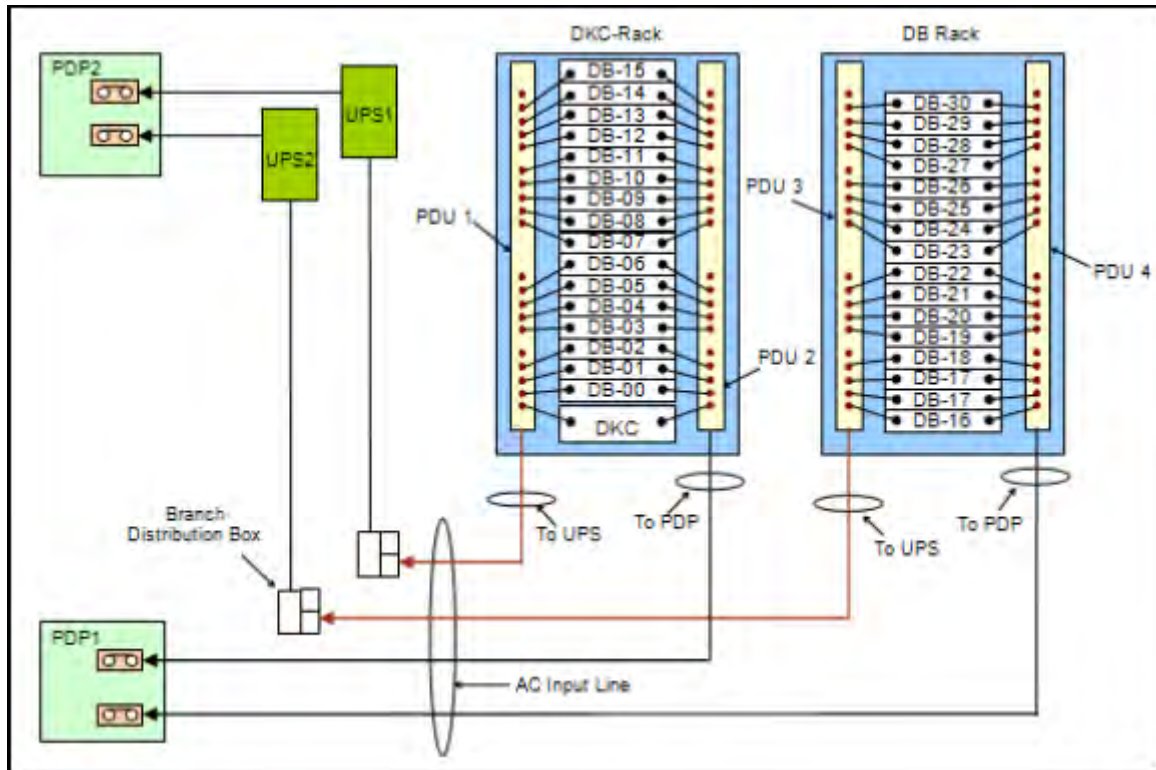 DKC-Rack
DB Rack
PDP2
UPS1
UPS2
DB-15
DB-14
DB-13
DB-12
DB-11
DB-10
DB-09
DB-08
DB-07
DB-06
DB-05
DB-04
DB-03
DB-02
DB-01
DB-00
DKC
PDU 1
PDU 2
DB-30
DB-29
DB-28
DB-27
DB-26
DB-25
DB-24
DB-23
DB-22
DB-21
DB-20
DB-19
DB-18
DB-17
DB-17
DB-16
PDU 3
PDU 4
To UPS
To PDP
To UPS
To PDP
Branch
Distribution Box
PDP1
AC Input Line